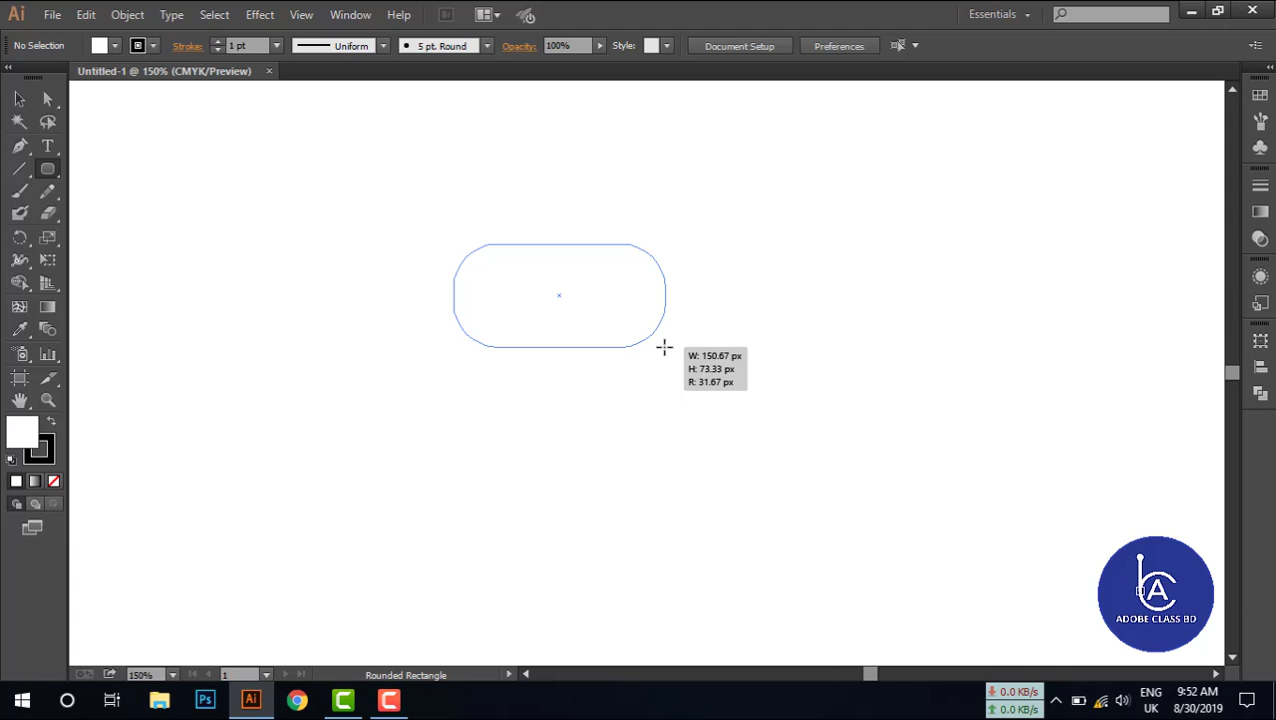 Ai File Edit Object Type Select Effect View Window Help Br Essentials
No Selection Stroke: 1 pt Uniform 5 pt. Round Opacity: 100% Style: Document Setup Preferences
Untitled-1 @ 150% (CMYK/Preview) ×
T
W: 150.67 px
H: 73.33 px
R: 31.67 px
ADOBE CLASS BD
150% 1 Rounded Rectangle
Ps Ai C C 0.0 KB/s ENG 9:52 AM
0.0 KB/s UK 8/30/2019